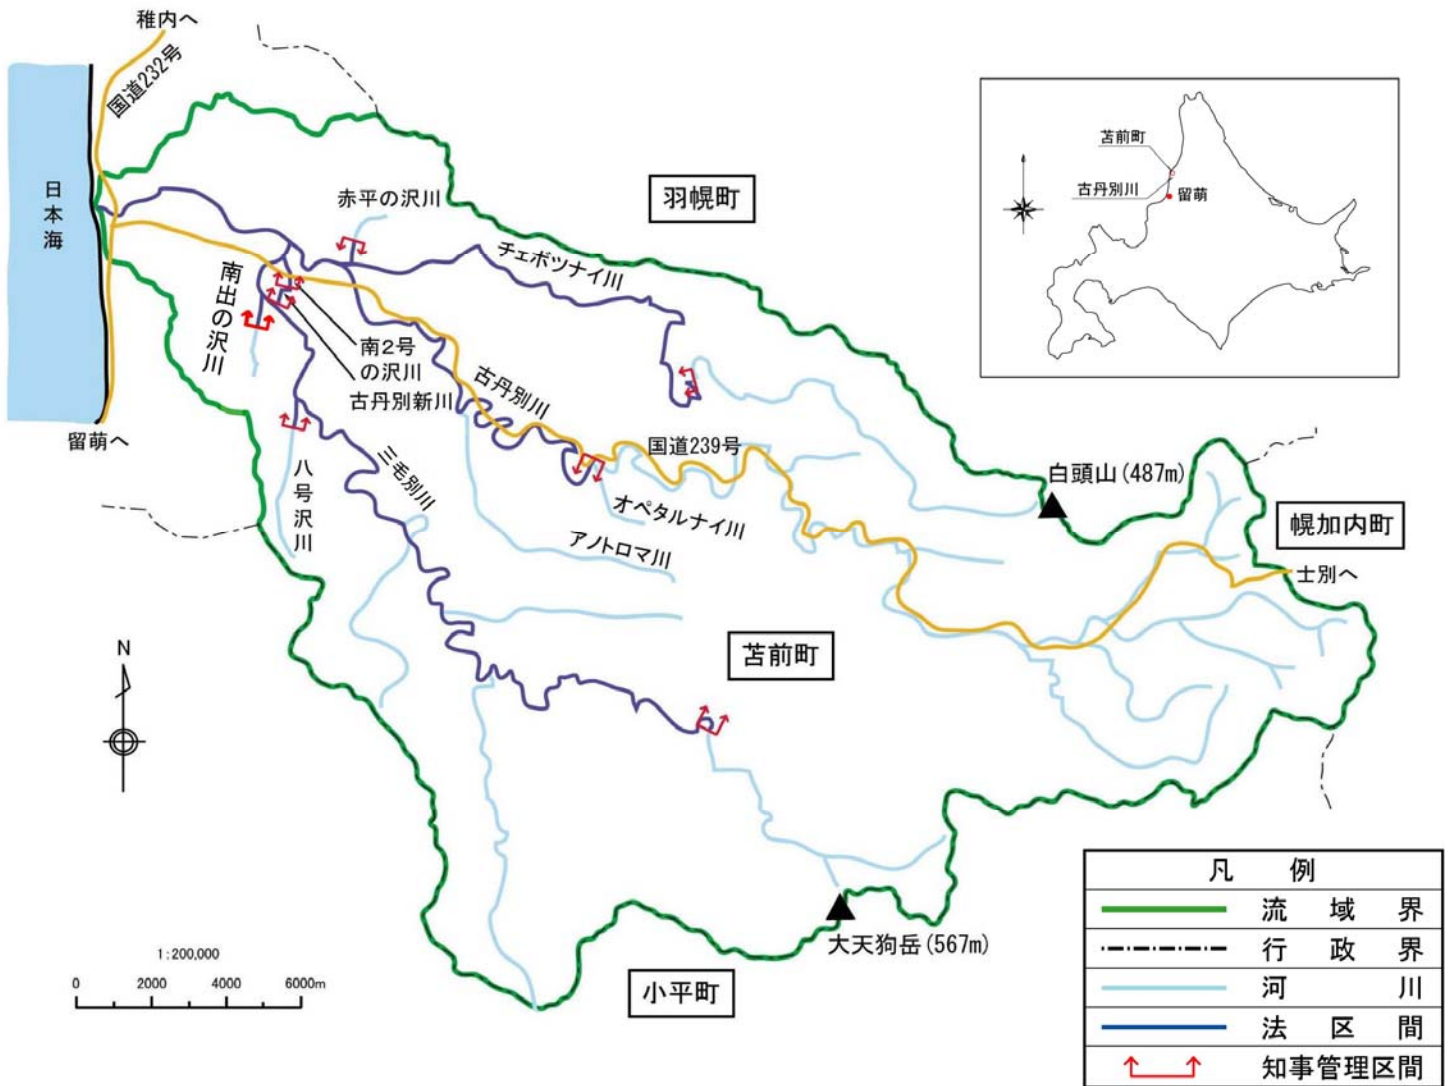 稚内へ
国道232号
日本海
留萌へ
羽幌町
赤平の沢川
チェボツナイ川
南出の沢川
南2号
の沢川
古丹別新川
古丹別川
国道239号
八号沢川
三毛別川
オペタルナイ川
アノトロマ川
白頭山(487m)
幌加内町
士別へ
苫前町
大天狗岳(567m)
小平町
苫前町
古丹別川
留萌
N
1:200,000
0 2000 4000 6000m
凡例
流域界
行政界
河川
法区間
知事管理区間